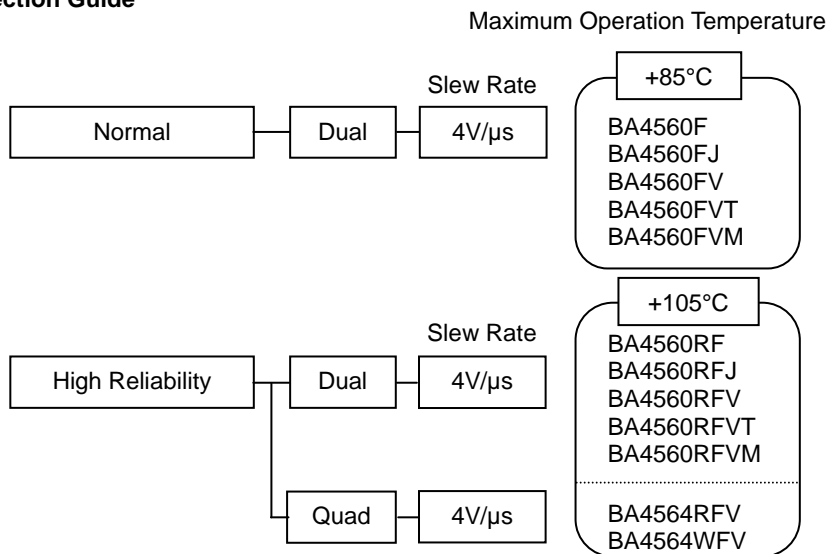 Selection Guide
Maximum Operation Temperature
Slew Rate
+85°C
Normal
Dual
4V/µs
BA4560F
BA4560FJ
BA4560FV
BA4560FVT
BA4560FVM
+105°C
Slew Rate
High Reliability
Dual
4V/µs
BA4560RF
BA4560RFJ
BA4560RFV
BA4560RFVT
BA4560RFVM
Quad
4V/µs
BA4564RFV
BA4564WFV